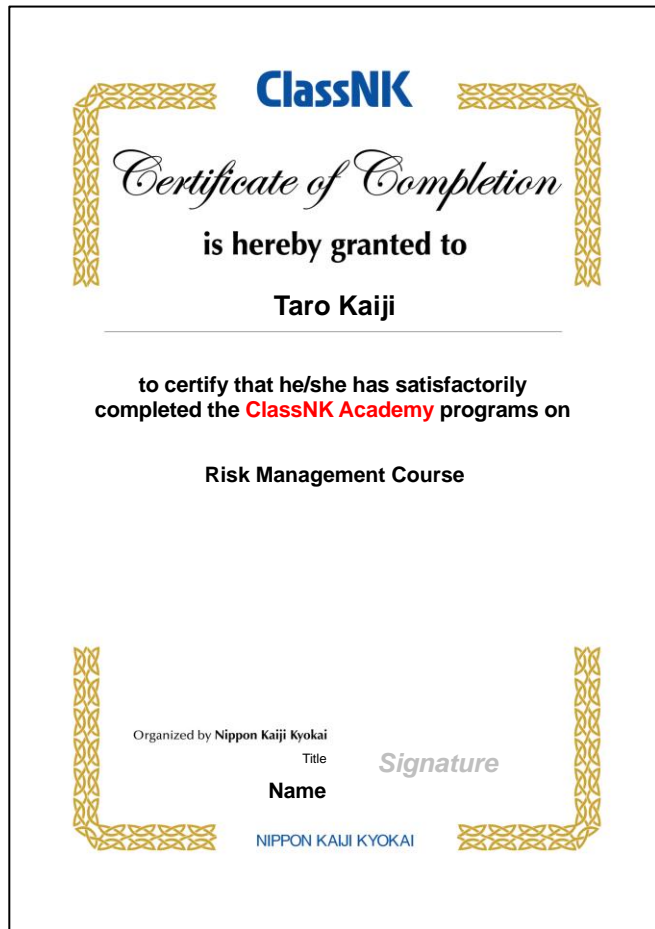 ClassNK
Certificate of Completion
is hereby granted to
Taro Kaiji
to certify that he/she has satisfactorily
completed the ClassNK Academy programs on
Risk Management Course
Organized by Nippon Kaiji Kyokai
Title
Signature
Name
NIPPON KAIJI KYOKAI